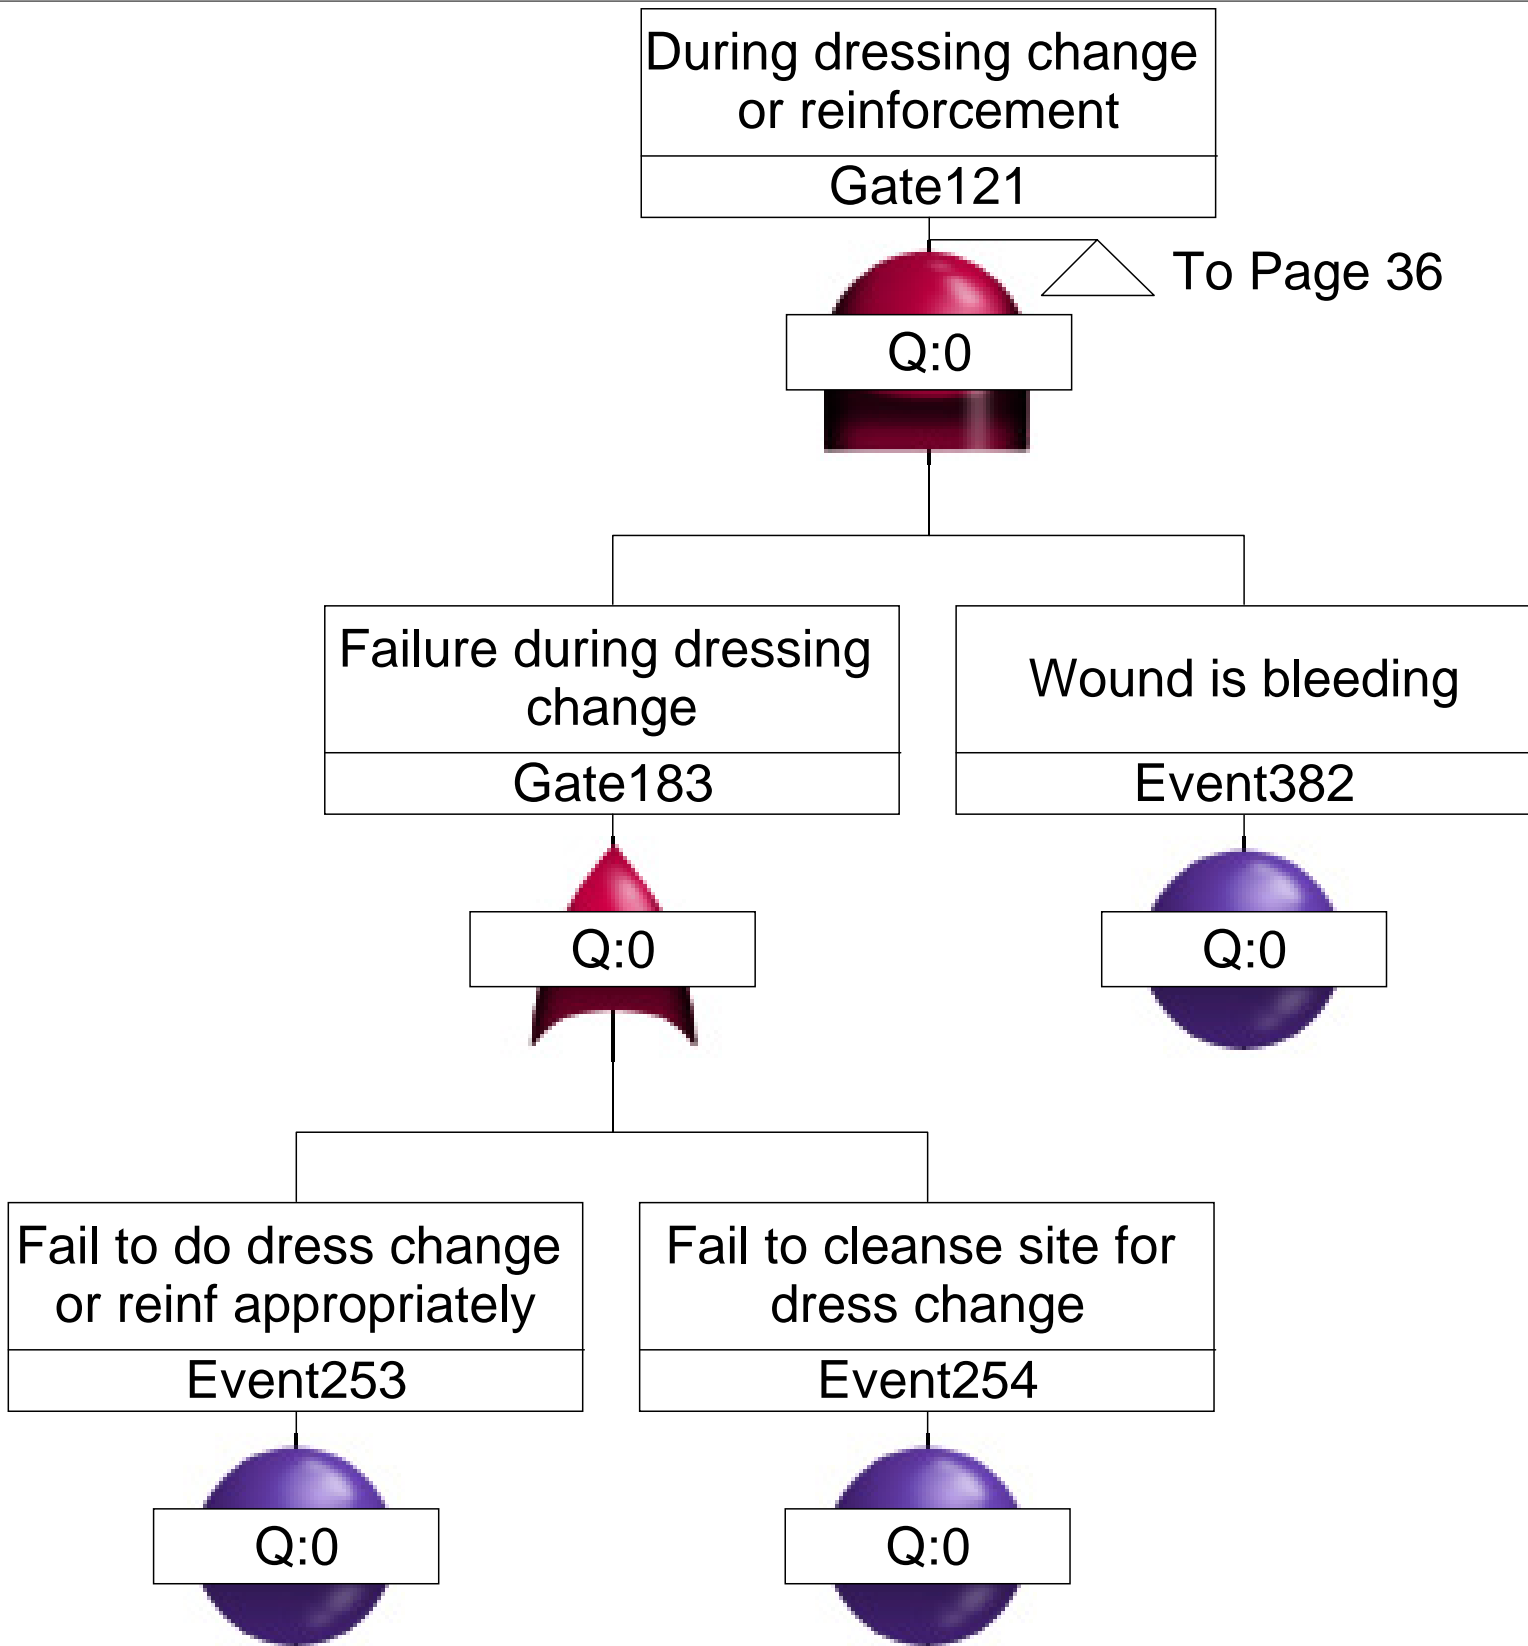 During dressing change
or reinforcement
Gate121
To Page 36
Q:0
Failure during dressing
change
Gate183
Q:0
Wound is bleeding
Event382
Q:0
Fail to do dress change
or reinf appropriately
Event253
Q:0
Fail to cleanse site for
dress change
Event254
Q:0